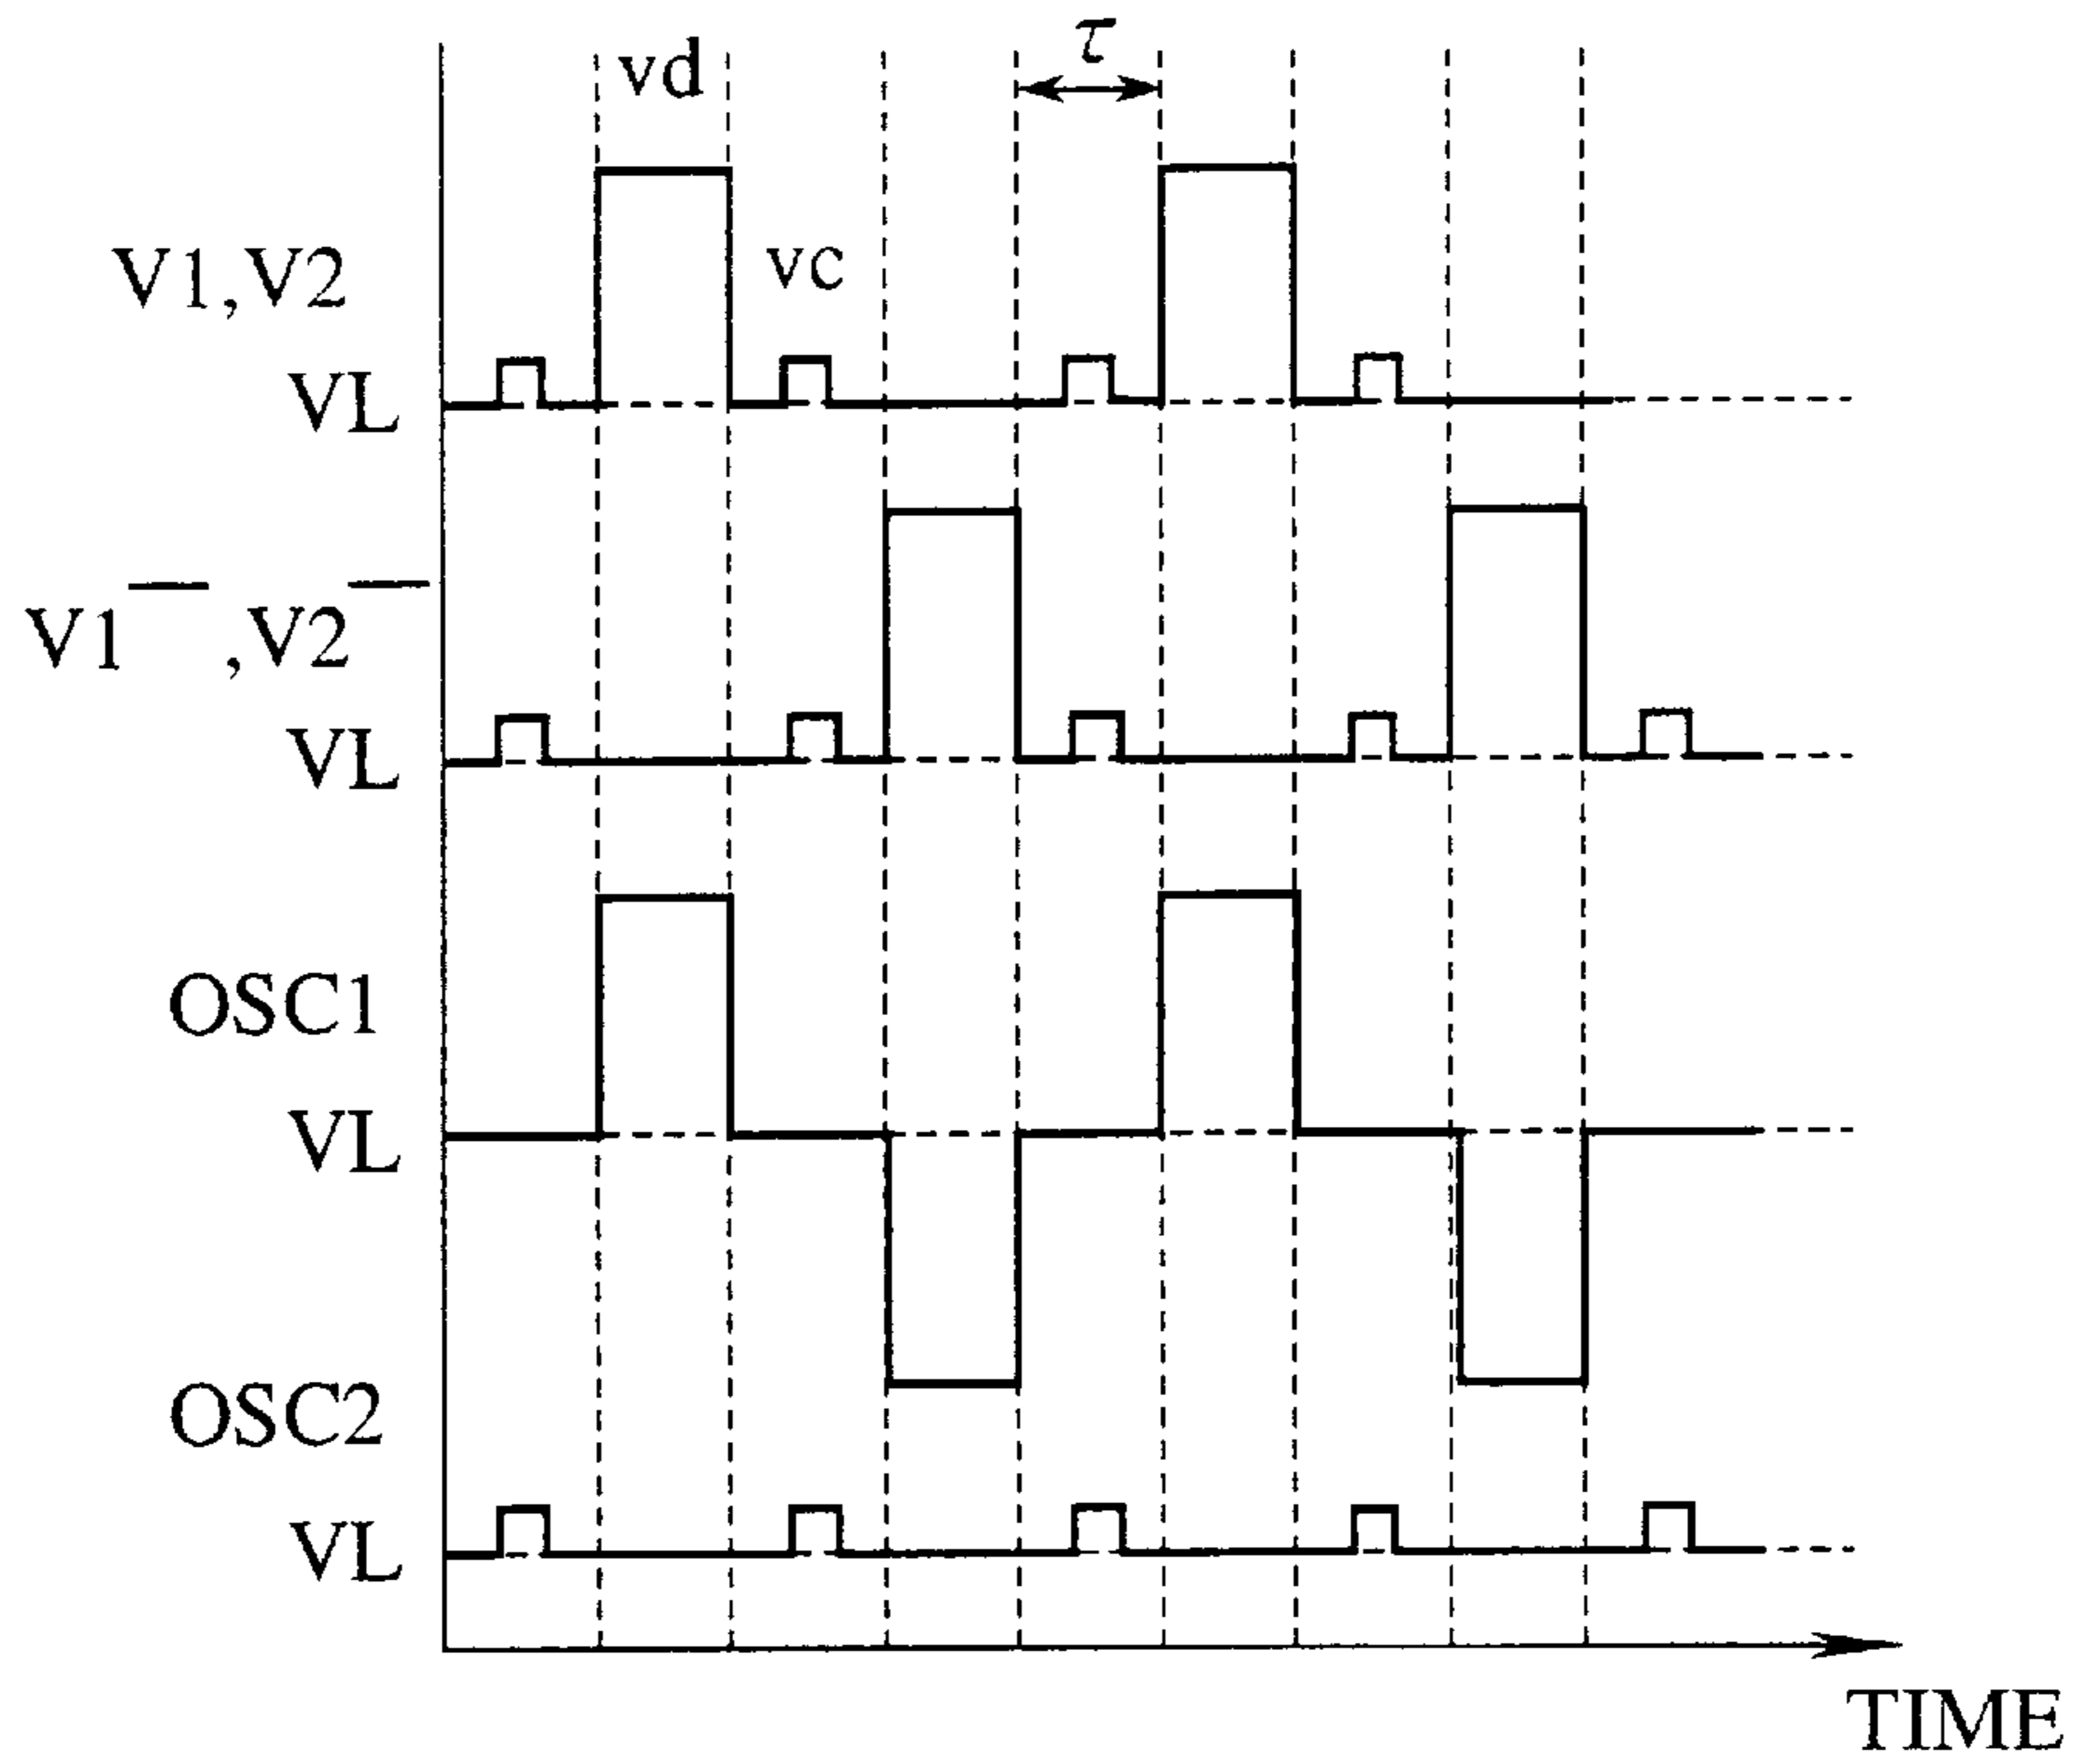 τ
vd
V1,V2
vc
VL
V1‾,V2‾
VL
OSC1
VL
OSC2
VL
TIME